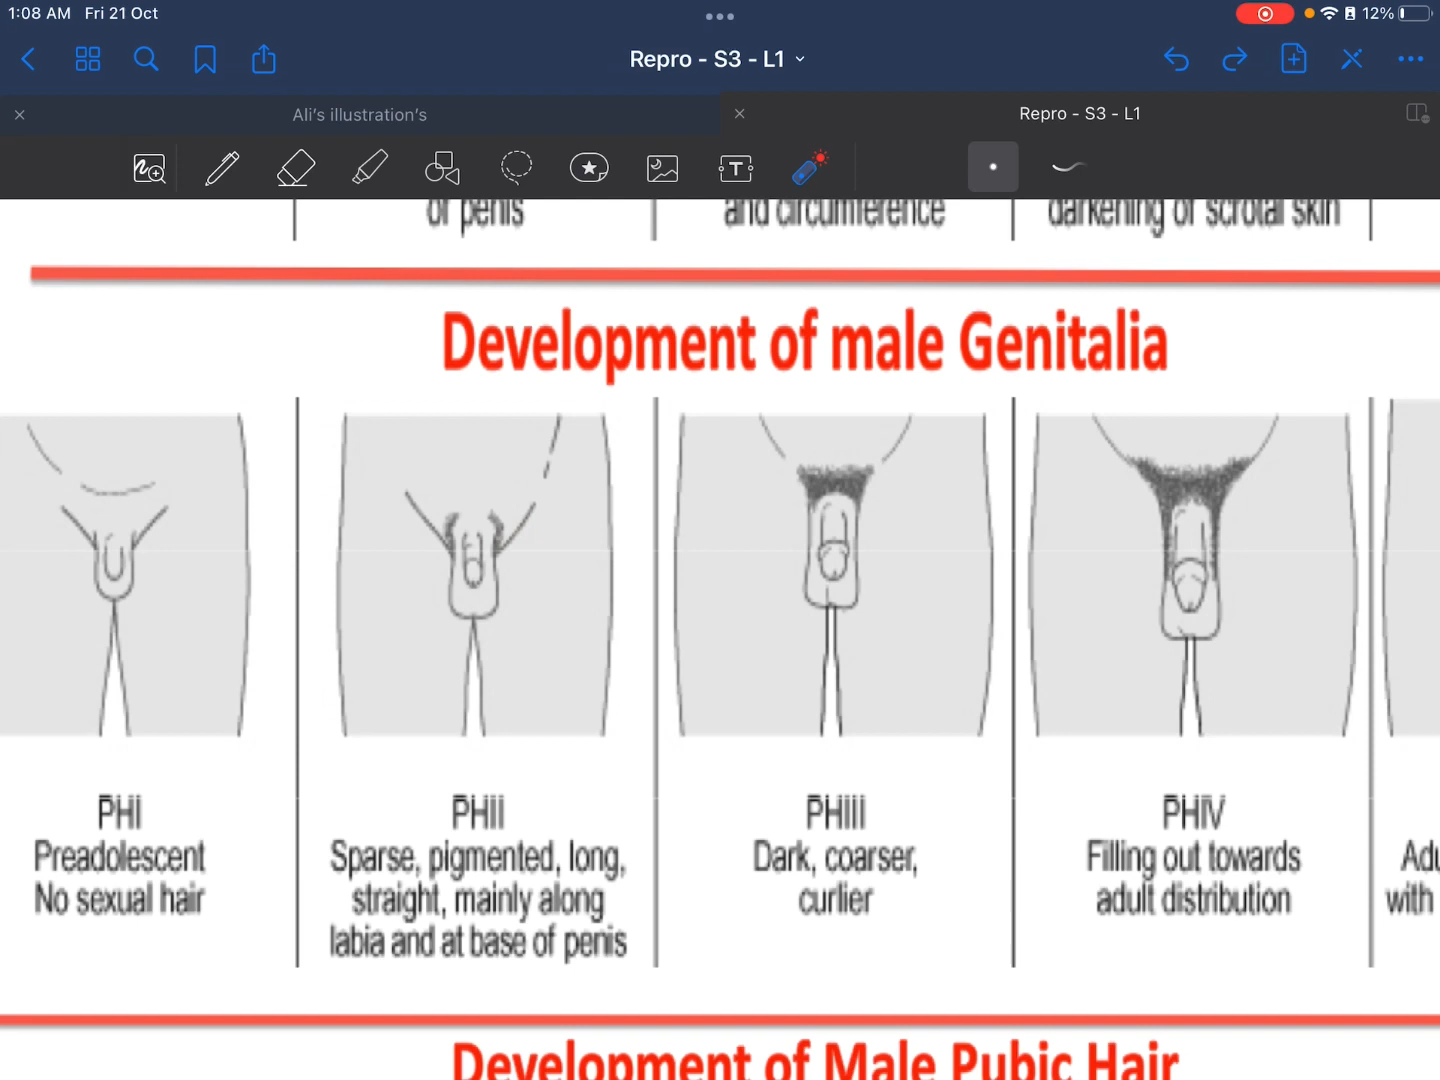 1:08 AM Fri 21 Oct
12%
Repro - S3 - L1
Ali's illustration's
Repro - S3 - L1
T
of penis
and circumference
darkening of scrotal skin
Development of male Genitalia
PHI
Preadolescent
No sexual hair
PHII
Sparse, pigmented, long,
straight, mainly along
labia and at base of penis
PHIII
Dark, coarser,
curlier
PHIV
Filling out towards
adult distribution
with
Development of Male Pubic Hair